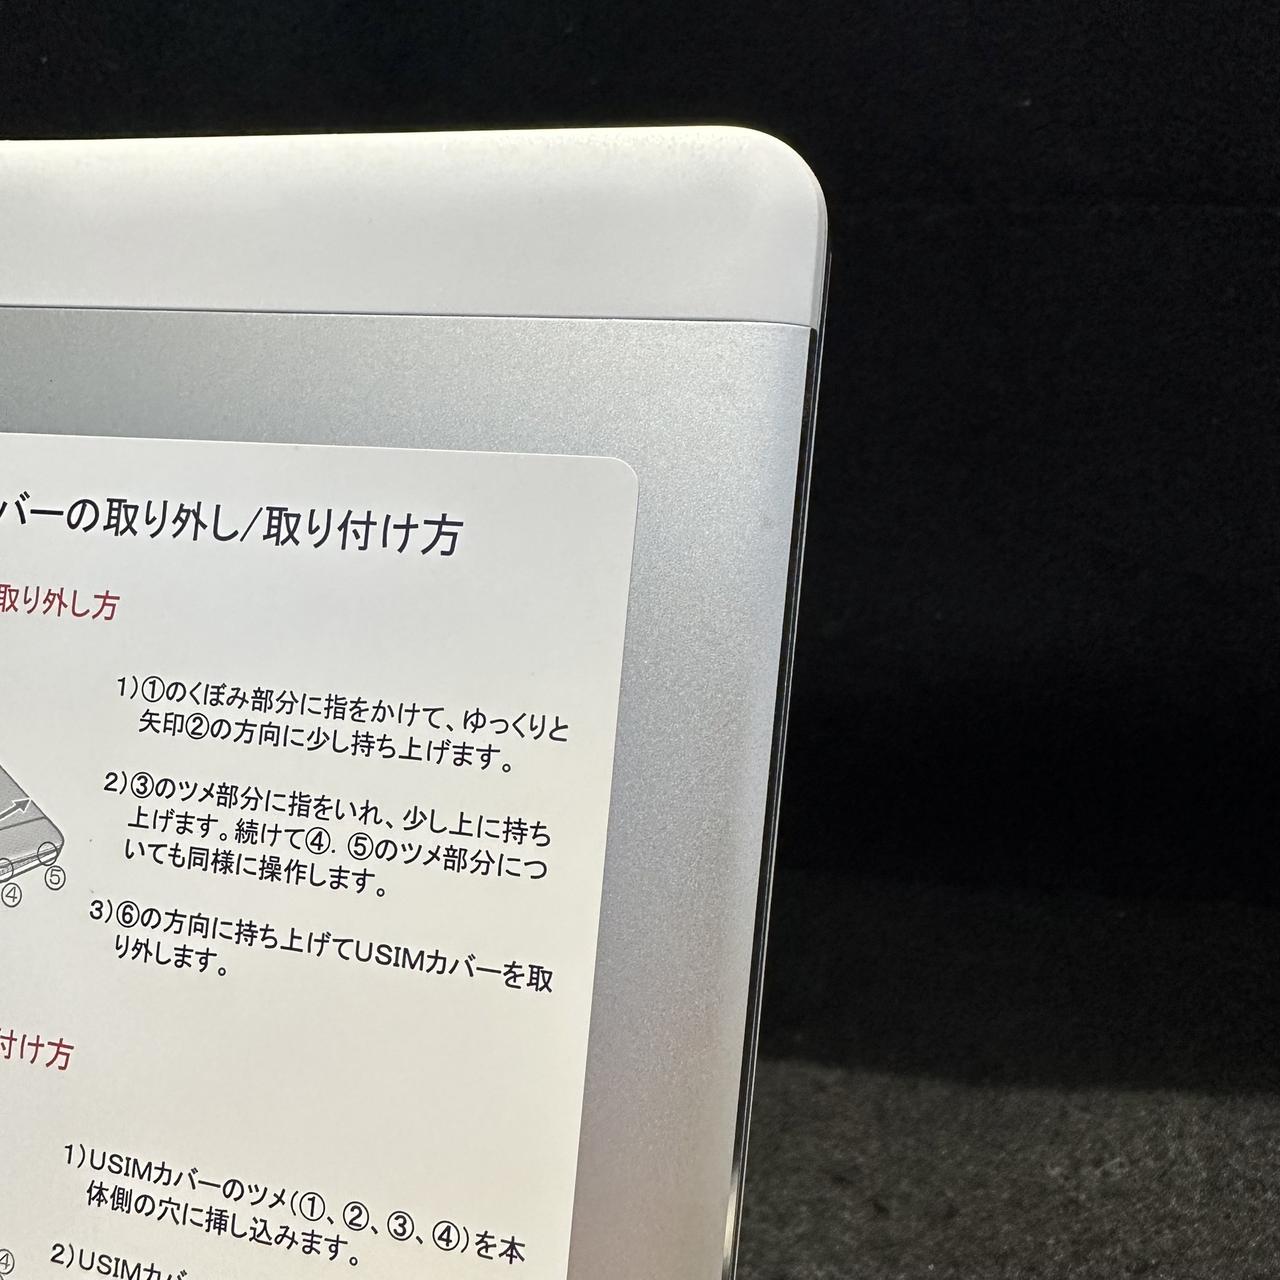 バーの取り外し/取り付け方
取り外し方
1)①のくぼみ部分に指をかけて、ゆっくりと
矢印②の方向に少し持ち上げます。
2)③のツメ部分に指をいれ、少し上に持ち
上げます。続けて④. ⑤のツメ部分につ
いても同様に操作します。
④
⑤
3)⑥の方向に持ち上げてUSIMカバーを取
り外します。
付け方
1)USIMカバーのツメ(①、②、③、④)を本
体側の穴に挿し込みます。
④
2)USIMカバ